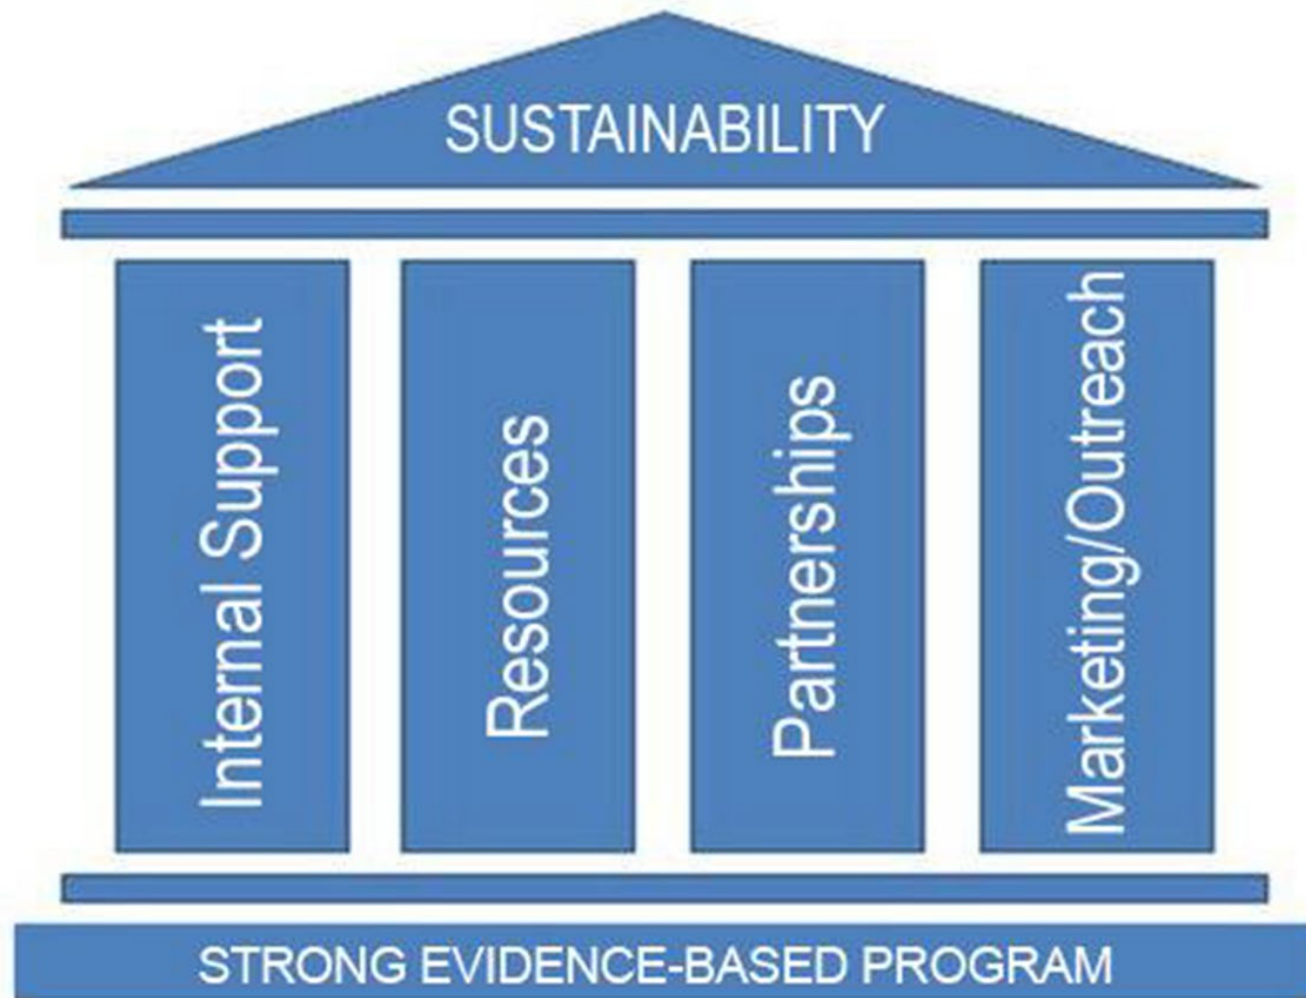 SUSTAINABILITY
Internal Support
Resources
Partnerships
Marketing/Outreach
STRONG EVIDENCE-BASED PROGRAM